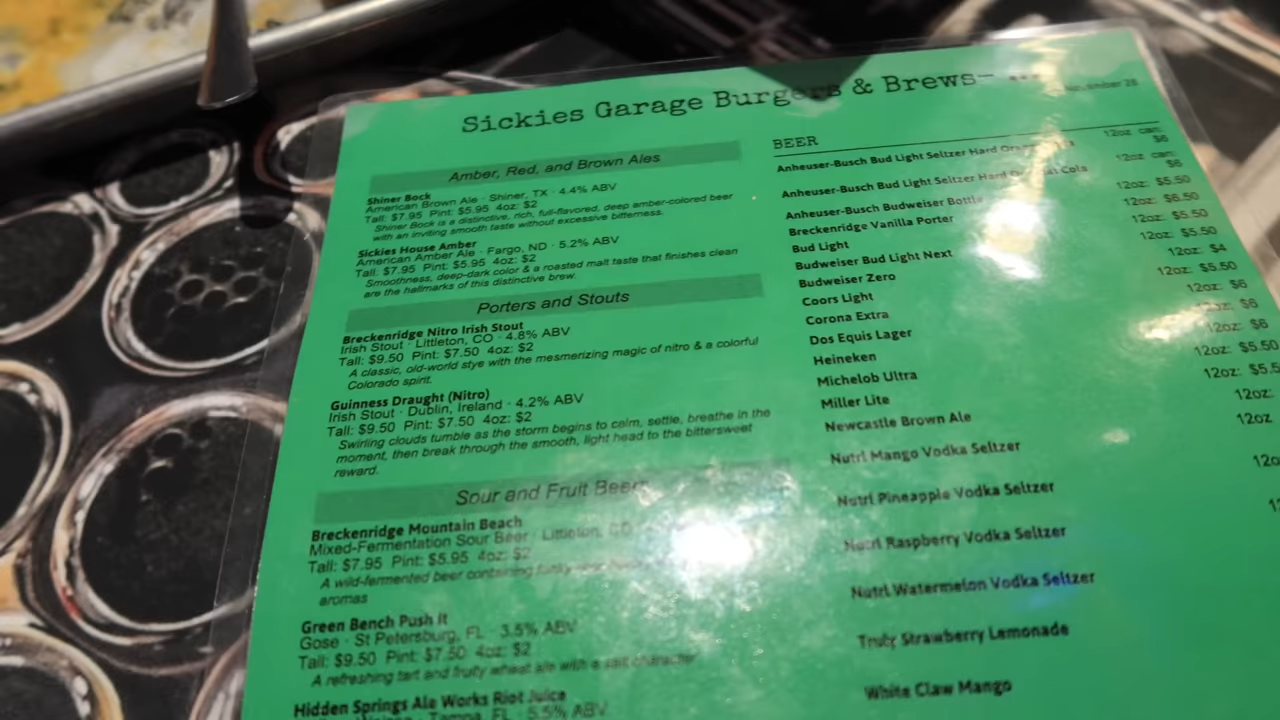 Sickies Garage Burgers & Brews–
Amber, Red, and Brown Ales
Shiner Bock
American Brown Ale · Shiner, TX · 4.4% ABV
Tall: $7.95 Pint: $5.95 4oz: $2
Shiner Bock is a distinctive, rich, full-flavored, deep amber-colored beer
with an inviting smooth taste without excessive bitterness.
Sickies House Amber
American Amber Ale · Fargo, ND · 5.2% ABV
Tall: $7.95 Pint: $5.95 4oz: $2
Smoothness, deep-dark color & a roasted malt taste that finishes clean
are the hallmarks of this distinctive brew.
Porters and Stouts
Breckenridge Nitro Irish Stout
Irish Stout · Littleton, CO · 4.8% ABV
Tall: $9.50 Pint: $7.50 4oz: $2
A classic, old-world stye with the mesmerizing magic of nitro & a colorful
Colorado spirit.
Guinness Draught (Nitro)
Irish Stout · Dublin, Ireland · 4.2% ABV
Tall: $9.50 Pint: $7.50 4oz: $2
Swirling clouds tumble as the storm begins to calm, settle, breathe in the
moment, then break through the smooth, light head to the bittersweet
reward.
Sour and Fruit Beers
Breckenridge Mountain Beach
Mixed-Fermentation Sour Beer · Littleton, CO
Tall: $7.95 Pint: $5.95 4oz: $2
A wild-fermented beer containing
aromas
Green Bench Push It
Gose · St Petersburg, FL · 3.5% ABV
Tall: $9.50 Pint: $7.50 4oz: $2
A refreshing tart and fruity wheat ale with a salt character
Hidden Springs Ale Works Riot Juice
Tampa, FL · 5.5% ABV
BEER
Anheuser-Busch Bud Light Seltzer Hard 12oz can:
$6
Anheuser-Busch Bud Light Seltzer Hard Cola 12oz can:
$6
Anheuser-Busch Budweiser Bottle 12oz: $5.50
Breckenridge Vanilla Porter 12oz: $6.50
Bud Light 12oz: $5.50
Budweiser Bud Light Next 12oz: $5.50
Budweiser Zero 12oz: $4
Coors Light 12oz: $5.50
Corona Extra 12oz: $6
Dos Equis Lager 12oz: $6
Heineken 12oz: $6
Michelob Ultra 12oz: $5.50
Miller Lite 12oz:
Newcastle Brown Ale 12oz:
Nutrl Mango Vodka Seltzer 12oz
Nutrl Pineapple Vodka Seltzer
Nutrl Raspberry Vodka Seltzer
Nutrl Watermelon Vodka Seltzer
Truly Strawberry Lemonade
White Claw Mango